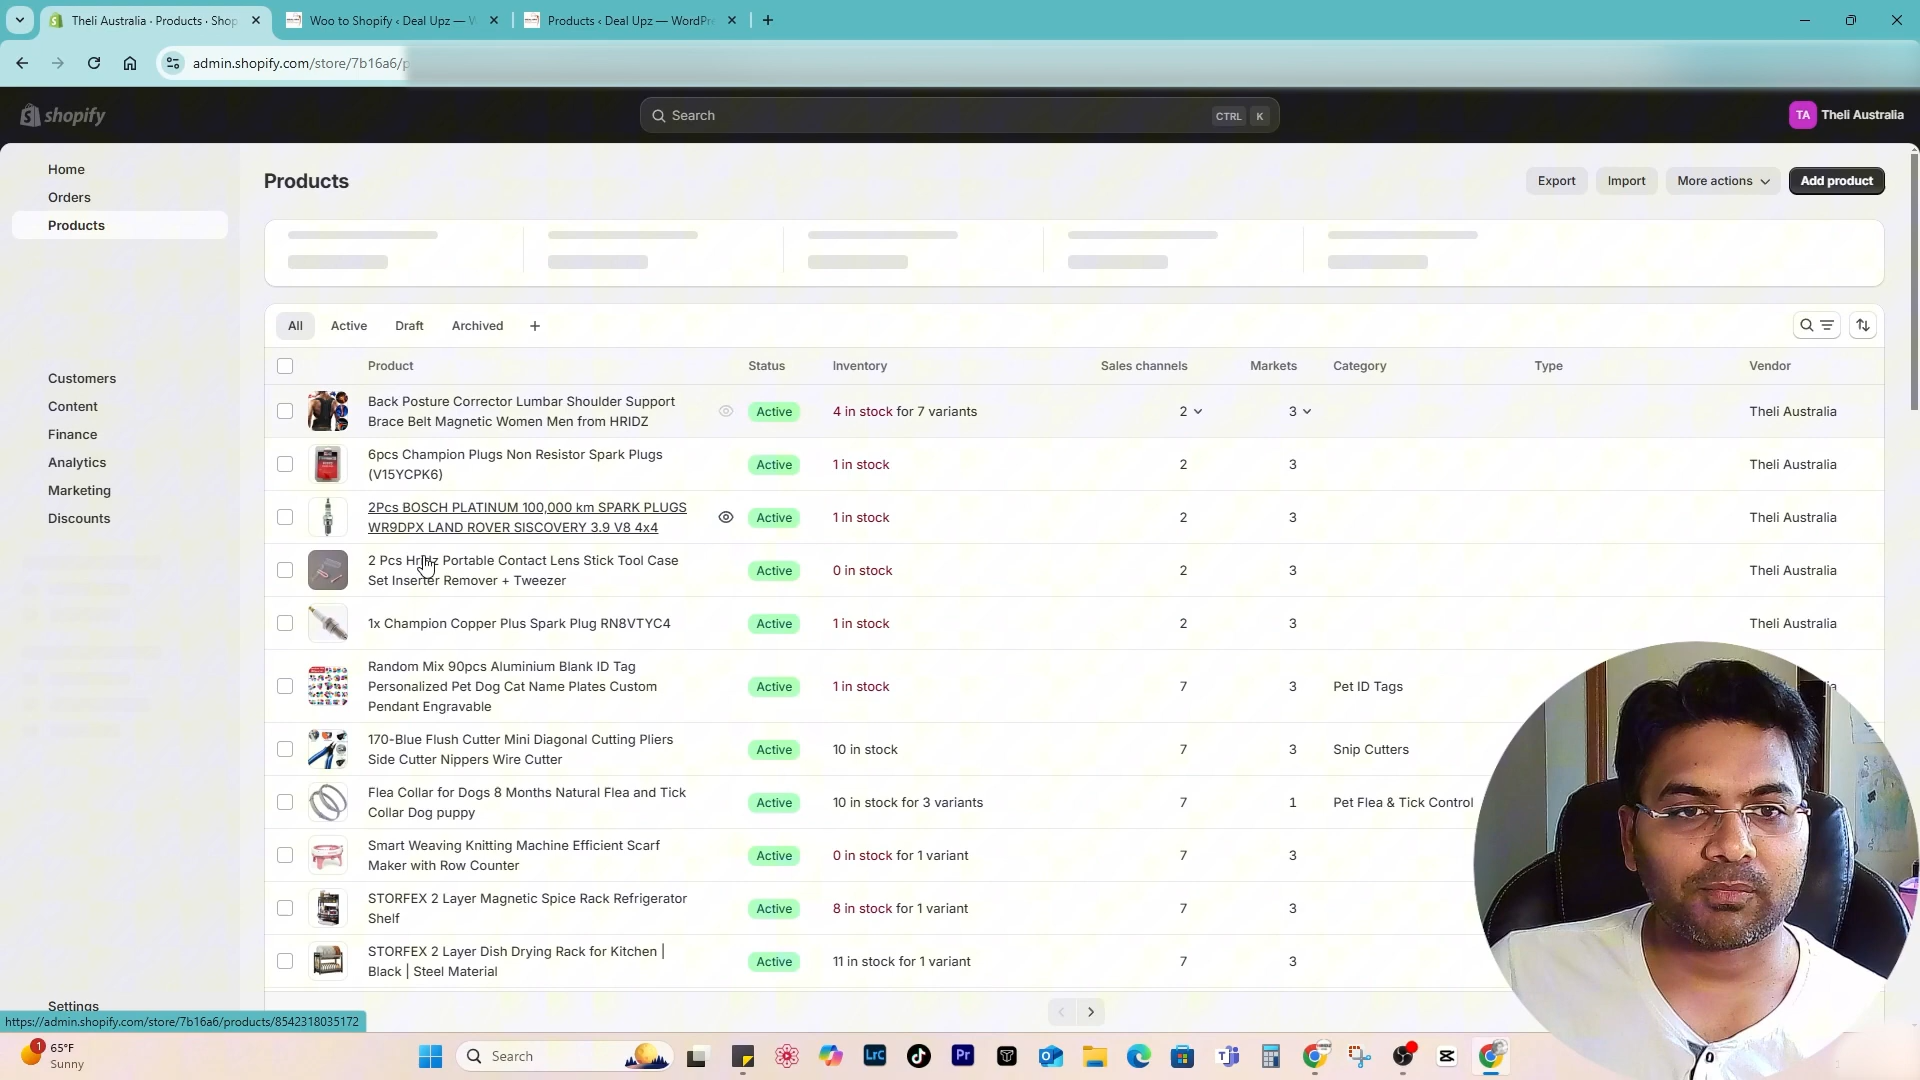 Theli Australia · Products · Shop
Woo to Shopify ‹ Deal Upz — W
Products ‹ Deal Upz — WordPre
admin.shopify.com/store/7b16a6/p
shopify
Search
CTRL K
TA Theli Australia
Home
Orders
Products
Customers
Content
Finance
Analytics
Marketing
Discounts
Settings
Products
Export Import More actions Add product
All Active Draft Archived
Product Status Inventory Sales channels Markets Category Type Vendor
Back Posture Corrector Lumbar Shoulder Support
Brace Belt Magnetic Women Men from HRIDZ
Active 4 in stock for 7 variants 2 3 Theli Australia
6pcs Champion Plugs Non Resistor Spark Plugs
(V15YCPK6)
Active 1 in stock 2 3 Theli Australia
2Pcs BOSCH PLATINUM 100,000 km SPARK PLUGS
WR9DPX LAND ROVER SISCOVERY 3.9 V8 4x4
Active 1 in stock 2 3 Theli Australia
2 Pcs Hridz Portable Contact Lens Stick Tool Case
Set Inserter Remover + Tweezer
Active 0 in stock 2 3 Theli Australia
1x Champion Copper Plus Spark Plug RN8VTYC4
Active 1 in stock 2 3 Theli Australia
Random Mix 90pcs Aluminium Blank ID Tag
Personalized Pet Dog Cat Name Plates Custom
Pendant Engravable
Active 1 in stock 7 3 Pet ID Tags
170-Blue Flush Cutter Mini Diagonal Cutting Pliers
Side Cutter Nippers Wire Cutter
Active 10 in stock 7 3 Snip Cutters
Flea Collar for Dogs 8 Months Natural Flea and Tick
Collar Dog puppy
Active 10 in stock for 3 variants 7 1 Pet Flea & Tick Control
Smart Weaving Knitting Machine Efficient Scarf
Maker with Row Counter
Active 0 in stock for 1 variant 7 3
STORFEX 2 Layer Magnetic Spice Rack Refrigerator
Shelf
Active 8 in stock for 1 variant 7 3
STORFEX 2 Layer Dish Drying Rack for Kitchen |
Black | Steel Material
Active 11 in stock for 1 variant 7 3
https://admin.shopify.com/store/7b16a6/products/8542318035172
1
65°F
Sunny
Search
LrC
Pr